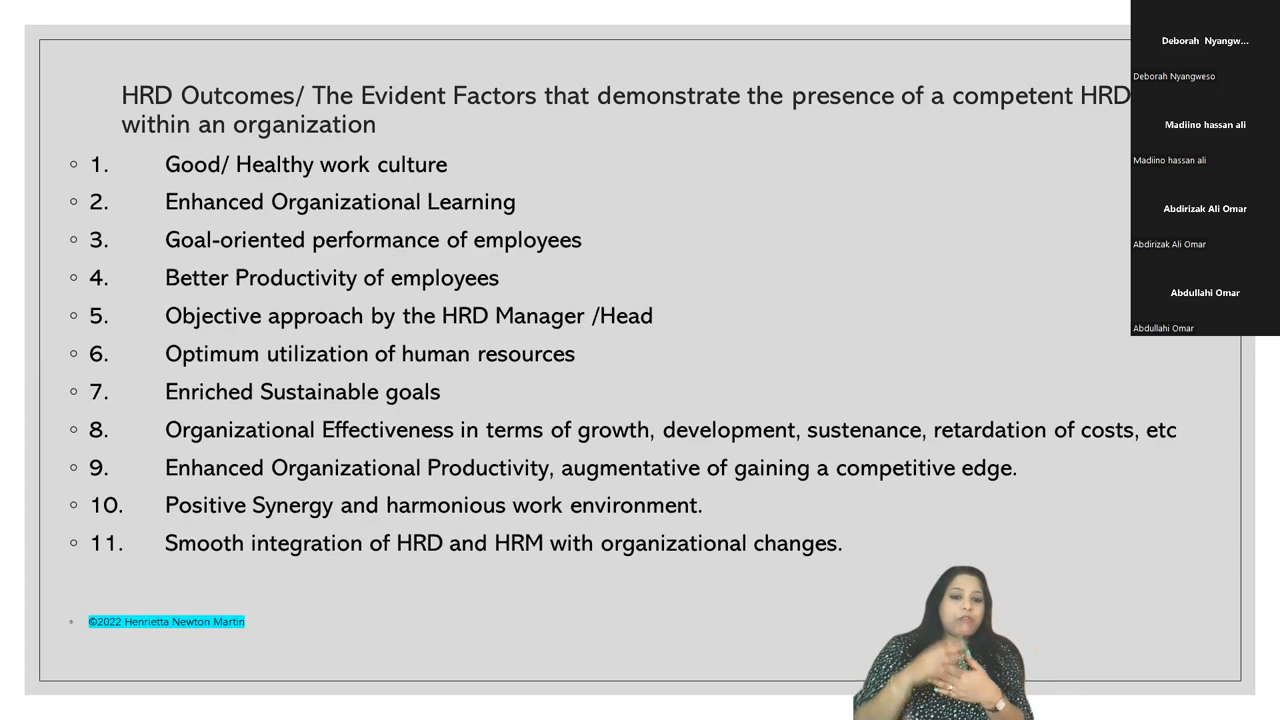 HRD Outcomes/ The Evident Factors that demonstrate the presence of a competent HRD
within an organization
1. Good/ Healthy work culture
2. Enhanced Organizational Learning
3. Goal-oriented performance of employees
4. Better Productivity of employees
5. Objective approach by the HRD Manager /Head
6. Optimum utilization of human resources
7. Enriched Sustainable goals
8. Organizational Effectiveness in terms of growth, development, sustenance, retardation of costs, etc
9. Enhanced Organizational Productivity, augmentative of gaining a competitive edge.
10. Positive Synergy and harmonious work environment.
11. Smooth integration of HRD and HRM with organizational changes.
©2022 Henrietta Newton Martin
Deborah Nyangw...
Deborah Nyangweso
Madiino hassan ali
Madiino hassan ali
Abdirizak Ali Omar
Abdirizak Ali Omar
Abdullahi Omar
Abdullahi Omar